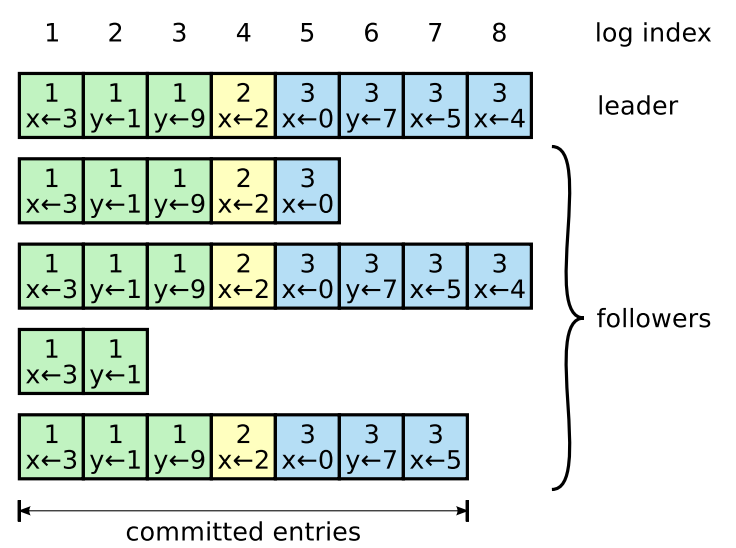 1 2 3 4 5 6 7 8 log index
1 1 1 2 3 3 3 3
x←3 y←1 y←9 x←2 x←0 y←7 x←5 x←4
leader
1 1 1 2 3
x←3 y←1 y←9 x←2 x←0
1 1 1 2 3 3 3 3
x←3 y←1 y←9 x←2 x←0 y←7 x←5 x←4
followers
1 1
x←3 y←1
1 1 1 2 3 3 3
x←3 y←1 y←9 x←2 x←0 y←7 x←5
committed entries